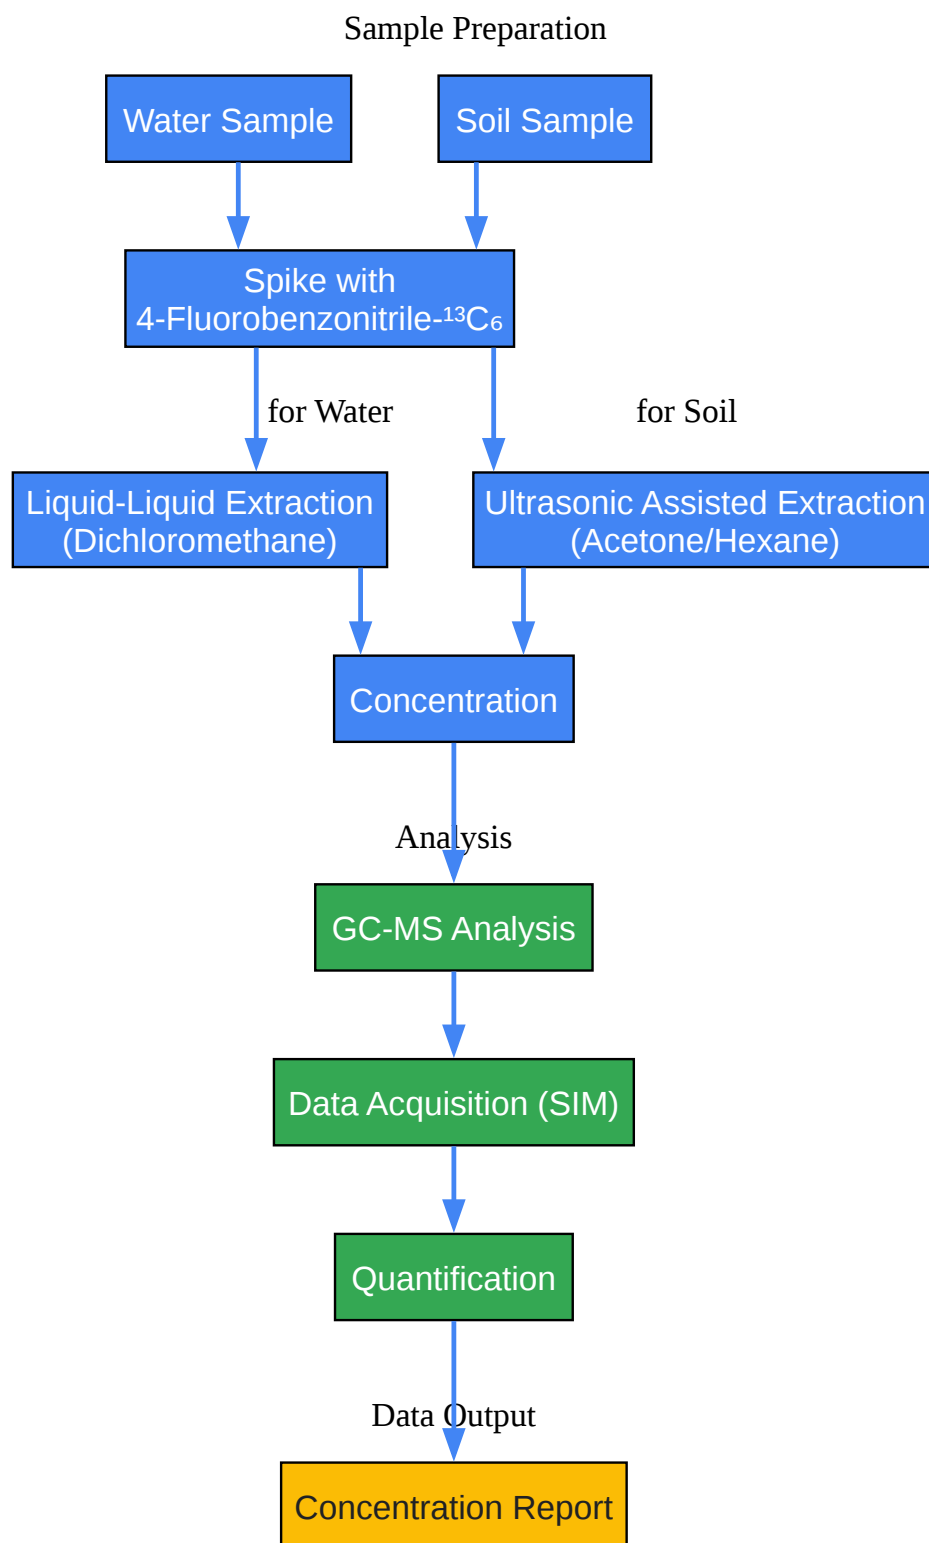 Sample Preparation
Water Sample
Soil Sample
Spike with
4-Fluorobenzonitrile-¹³C₆
for Water
for Soil
Liquid-Liquid Extraction
(Dichloromethane)
Ultrasonic Assisted Extraction
(Acetone/Hexane)
Concentration
Analysis
GC-MS Analysis
Data Acquisition (SIM)
Quantification
Data Output
Concentration Report